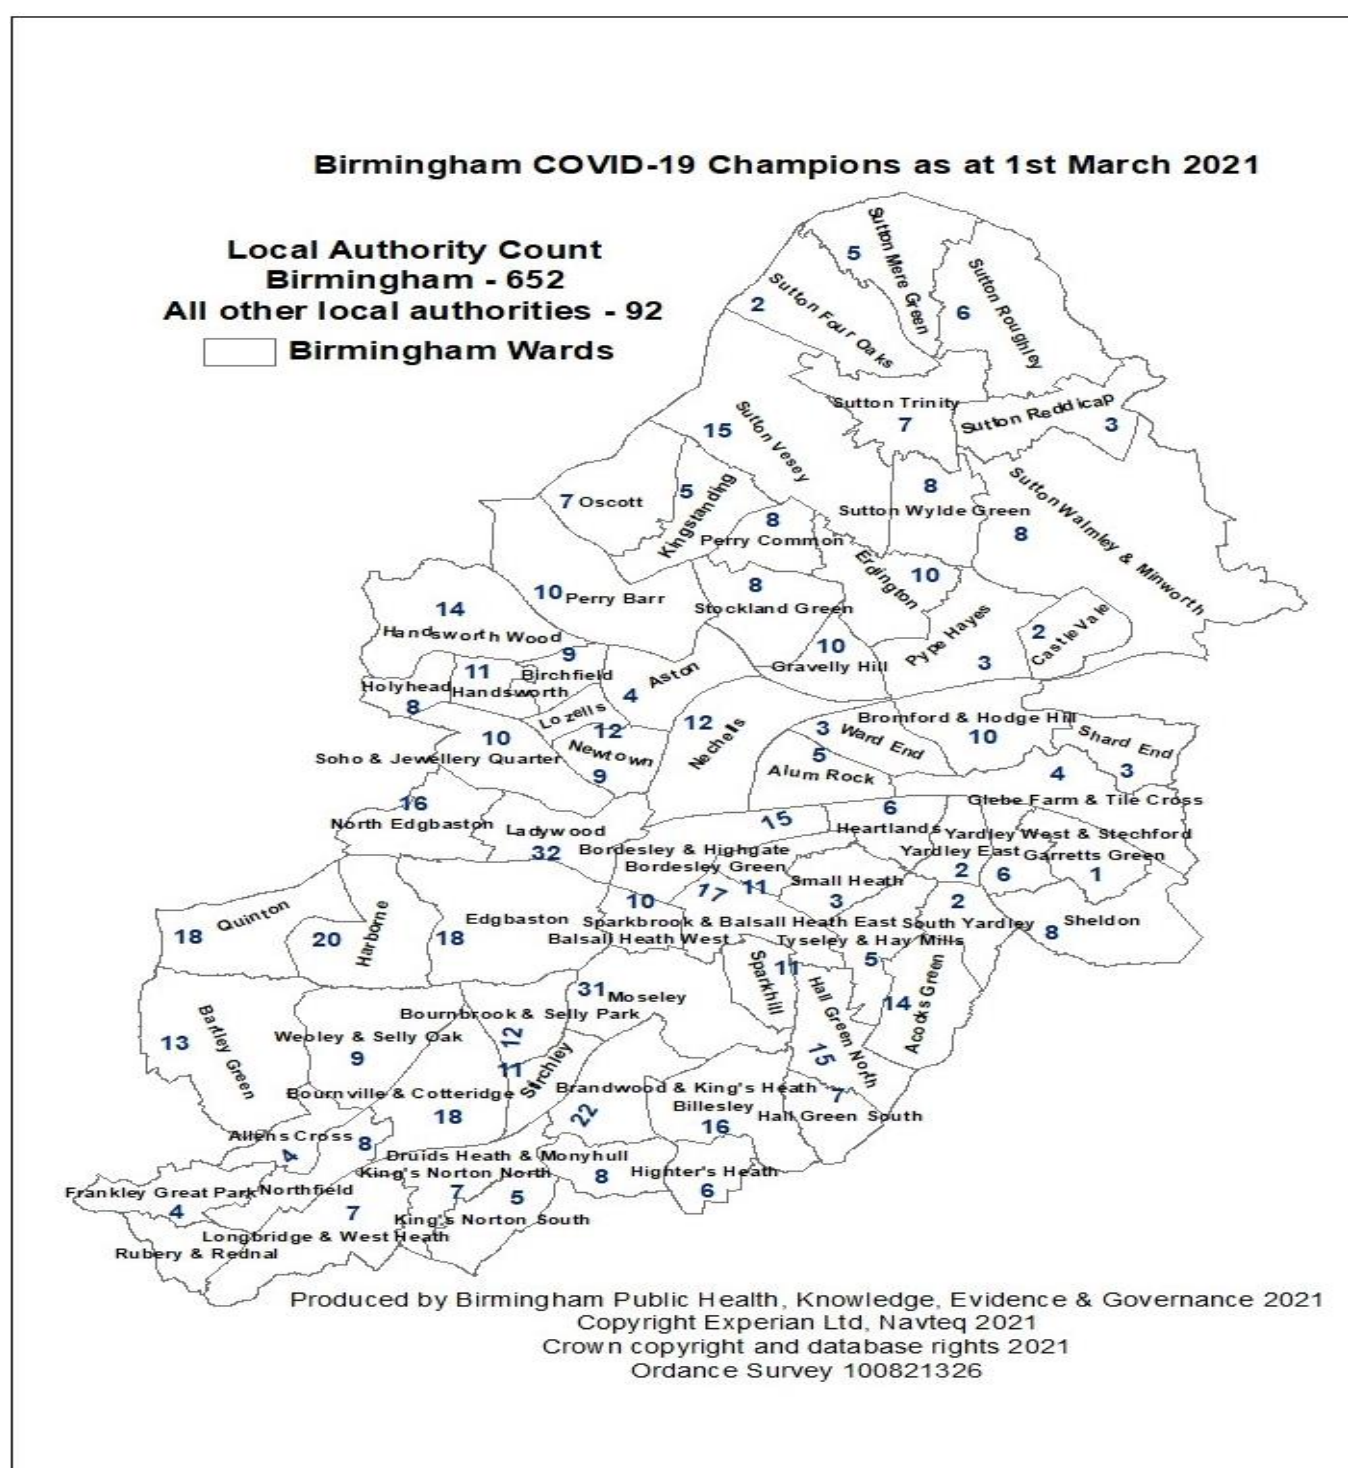 Birmingham COVID-19 Champions as at 1st March 2021
Local Authority Count
Birmingham - 652
All other local authorities - 92
Birmingham Wards
5
Sutton Mere Green
2
Sutton Four Oaks
6
Sutton Roughley
Sutton Trinity
7
Sutton Reddicap
3
15
Sutton Vesey
7 Oscott
5
Kingstanding
8
Perry Common
8
Sutton Wylde Green
8
Sutton Walmley & Minworth
Erdington
10
10 Perry Barr
8
Stockland Green
14
Handsworth Wood
10
Gravelly Hill
Pype Hayes
3
2
Castle Vale
9
Birchfield
11
Handsworth
Holyhead
8
4
Aston
Lozells
12
Newtown
9
12
Nechells
10
Soho & Jewellery Quarter
3
Ward End
5
Alum Rock
Bromford & Hodge Hill
10
Shard End
3
4
Glebe Farm & Tile Cross
16
North Edgbaston
Ladywood
32
15
Bordesley & Highgate
Bordesley Green
11
6
Heartlands
Yardley West & Stechford
Yardley East
2
6
Garretts Green
1
Small Heath
3
17
Sparkbrook & Balsall Heath East
10
Balsall Heath West
2
South Yardley
Sheldon
8
Quinton
18
20
Harborne
Edgbaston
18
Tyseley & Hay Mills
5
11
Sparkhill
Hall Green North
15
14
Acocks Green
31
Moseley
13
Bartley Green
Weoley & Selly Oak
9
Bournbrook & Selly Park
12
11
Stirchley
Bournville & Cotteridge
18
Brandwood & King's Heath
22
Billesley
16
7
Hall Green South
Allens Cross
4
8
Druids Heath & Monyhull
8
Highter's Heath
6
King's Norton North
7
5
King's Norton South
Frankley Great Park
4
Northfield
7
Longbridge & West Heath
Rubery & Rednal
Produced by Birmingham Public Health, Knowledge, Evidence & Governance 2021
Copyright Experian Ltd, Navteq 2021
Crown copyright and database rights 2021
Ordance Survey 100821326